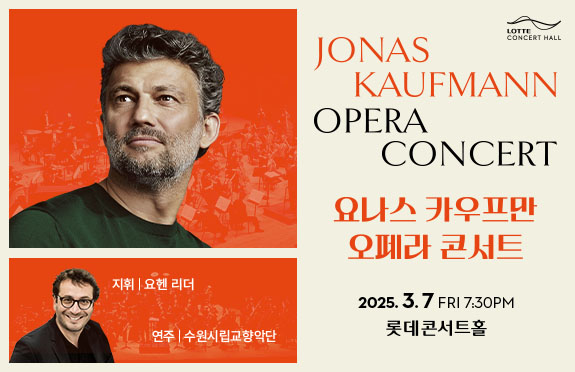 LOTTE
CONCERT HALL
JONAS
KAUFMANN
OPERA
CONCERT
요나스 카우프만
오페라 콘서트
2025. 3. 7 FRI 7:30PM
롯데콘서트홀
지휘 | 요헨 리더
연주 | 수원시립교향악단